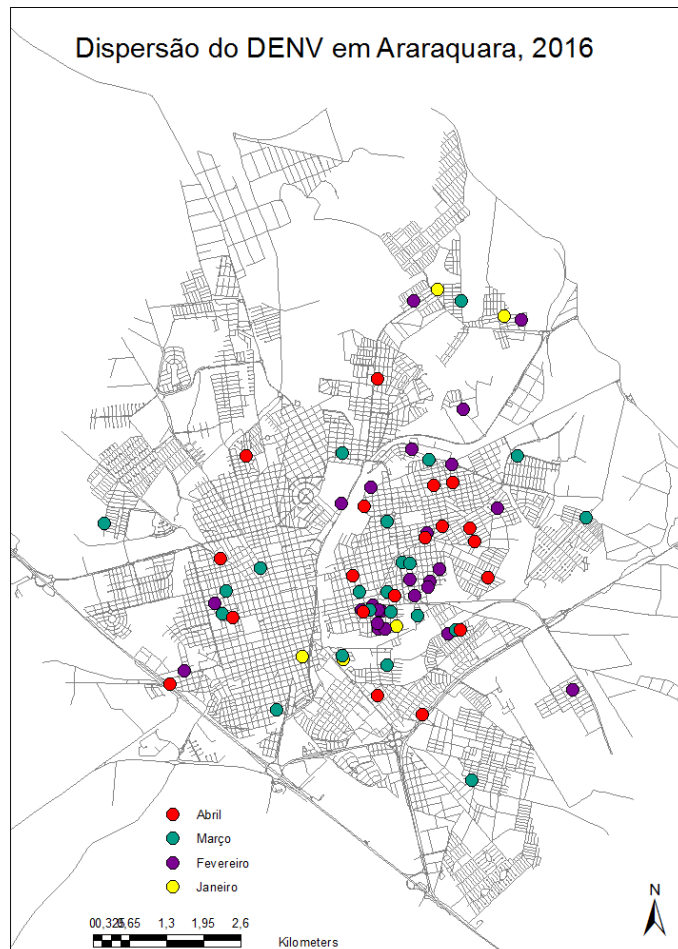 Dispersão do DENV em Araraquara, 2016
Abril
Março
Fevereiro
Janeiro
N
1,3 1,95 2,6
Kilometers